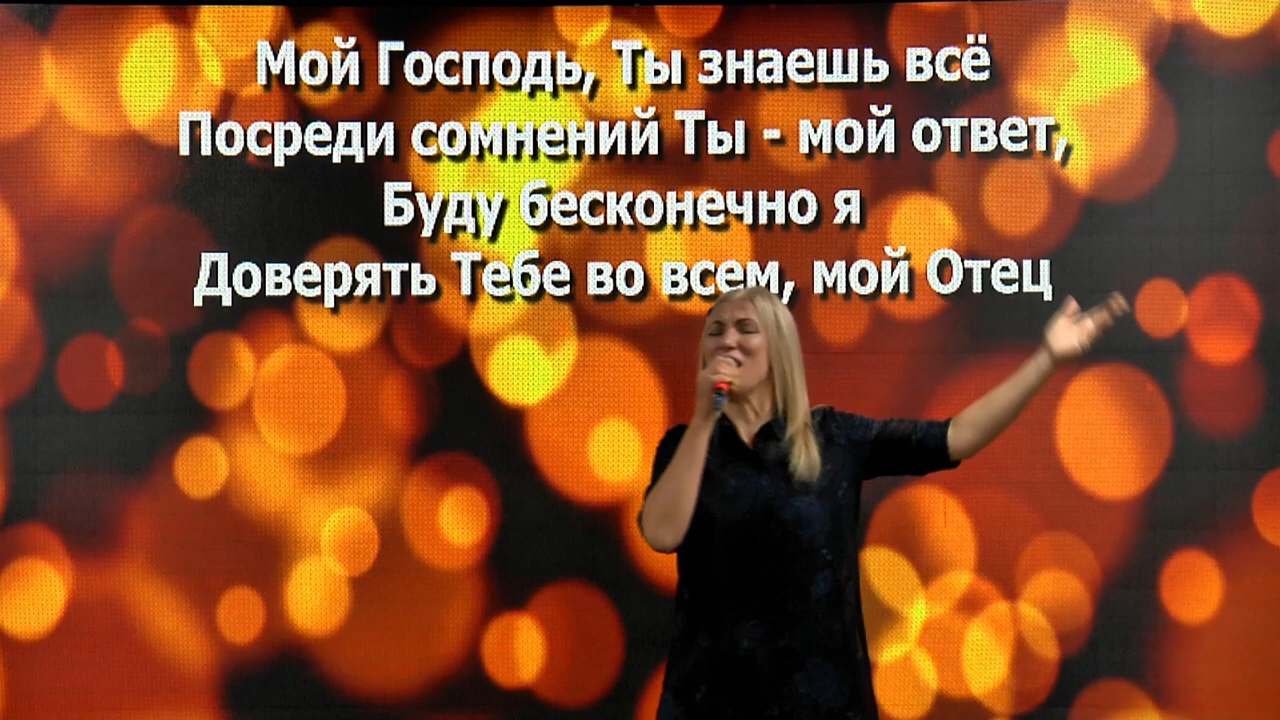 Мой Господь, Ты знаешь всё
Посреди сомнений Ты - мой ответ,
Буду бесконечно я
Доверять Тебе во всем, мой Отец